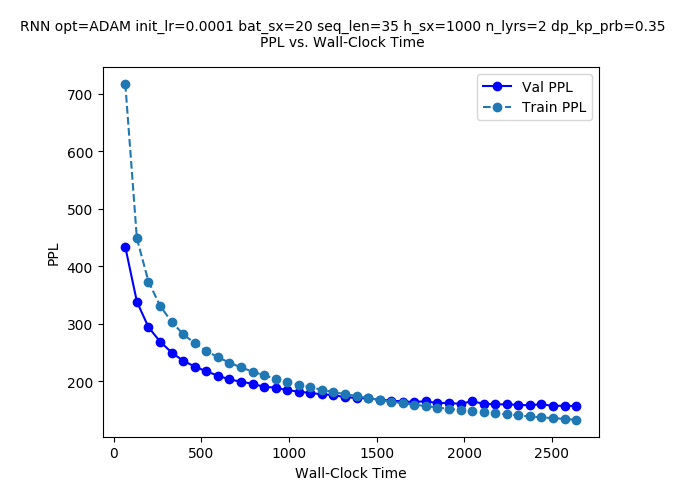 RNN opt=ADAM init_lr=0.0001 bat_sx=20 seq_len=35 h_sx=1000 n_lyrs=2 dp_kp_prb=0.35
PPL vs. Wall-Clock Time
Val PPL
Train PPL
700
600
500
400
300
200
PPL
0 500 1000 1500 2000 2500
Wall-Clock Time